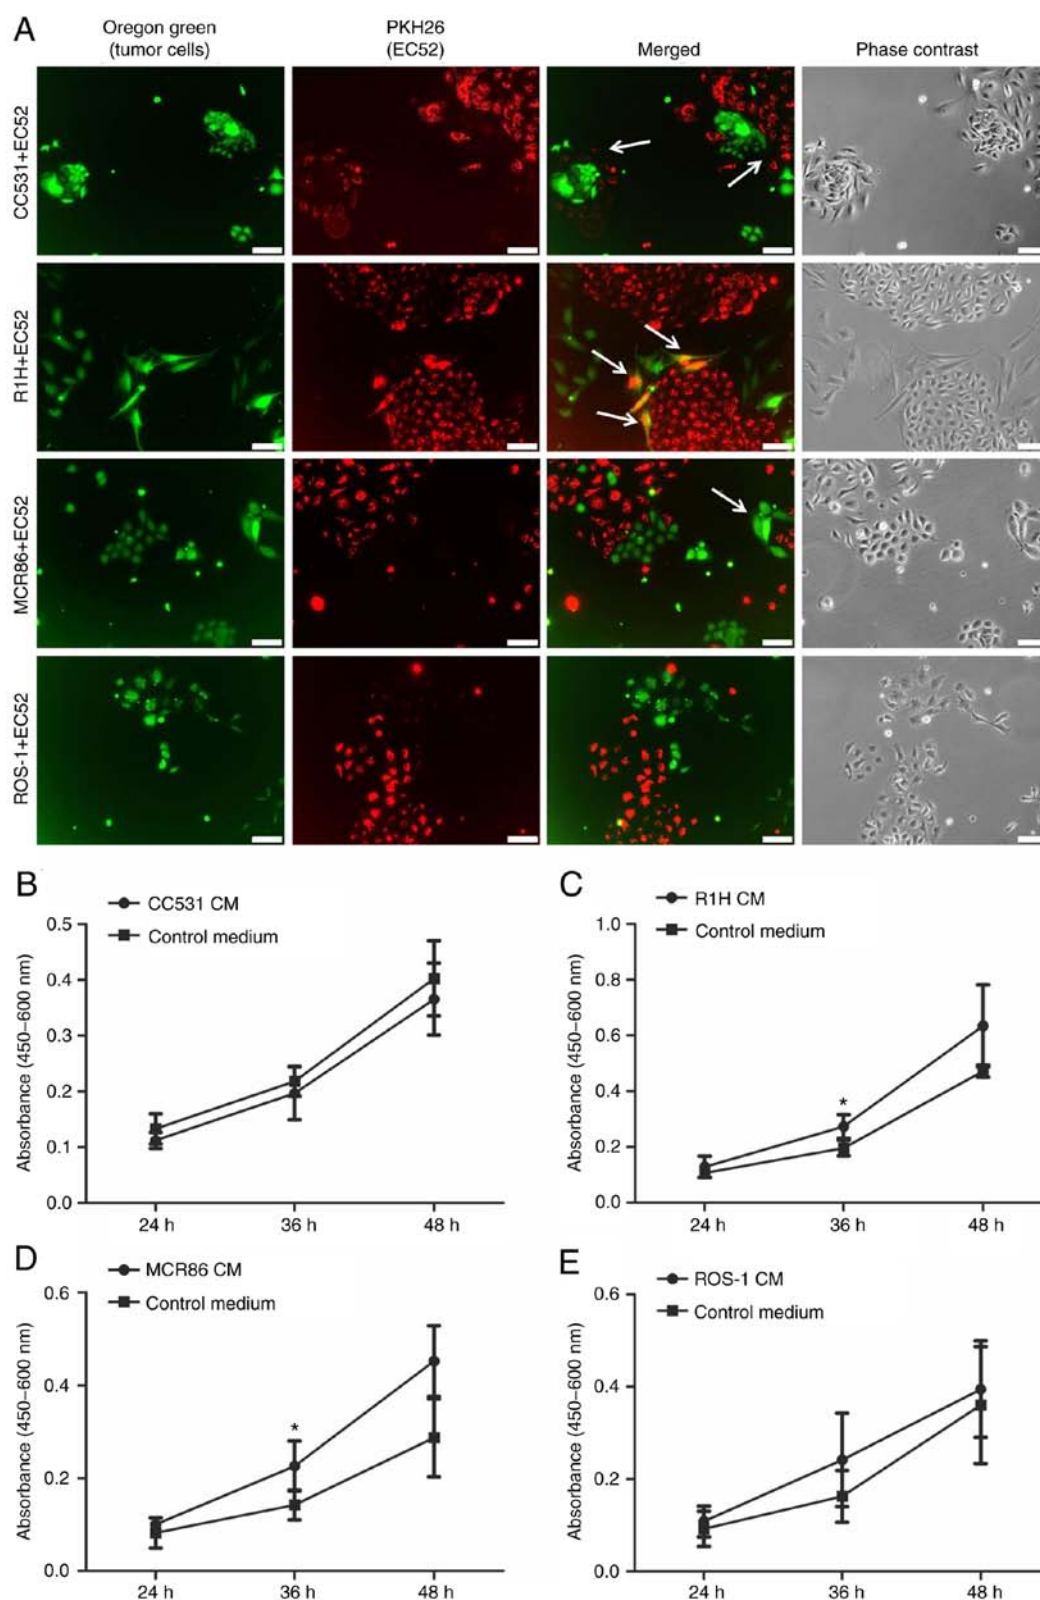 A
Oregon green
(tumor cells)
PKH26
(EC52)
Merged
Phase contrast
CC531+EC52
R1H+EC52
MCR86+EC52
ROS-1+EC52
B
CC531 CM
Control medium
Absorbance (450–600 nm)
0.5
0.4
0.3
0.2
0.1
0.0
24 h
36 h
48 h
C
R1H CM
Control medium
Absorbance (450–600 nm)
1.0
0.8
0.6
0.4
0.2
0.0
*
24 h
36 h
48 h
D
MCR86 CM
Control medium
Absorbance (450–600 nm)
0.6
0.4
0.2
0.0
*
24 h
36 h
48 h
E
ROS-1 CM
Control medium
Absorbance (450–600 nm)
0.6
0.4
0.2
0.0
24 h
36 h
48 h